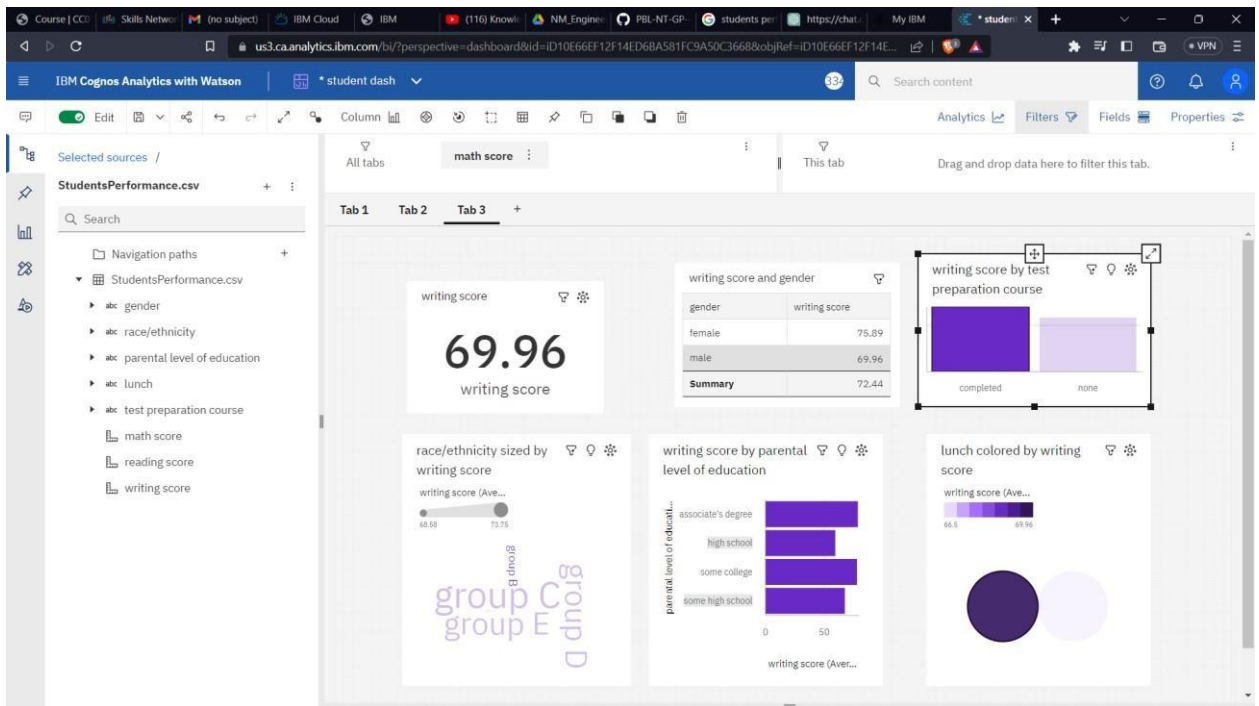 Course | CC
Skills Networ
(no subject)
IBM Cloud
IBM
(116) Knowle
NM_Enginee
PBL-NT-GP-
students per
https://chat.
My IBM
* studen
us3.ca.analytics.ibm.com/bi/?perspective=dashboard&id=iD10E66EF12F14ED6BA581FC9A50C3668&objRef=iD10E66EF12F14E...
VPN
IBM Cognos Analytics with Watson
* student dash
334
Search content
Edit
Column
Analytics
Filters
Fields
Properties
Selected sources /
StudentsPerformance.csv
Search
Navigation paths
StudentsPerformance.csv
abc gender
abc race/ethnicity
abc parental level of education
abc lunch
abc test preparation course
math score
reading score
writing score
All tabs
math score
This tab
Drag and drop data here to filter this tab.
Tab 1 Tab 2 Tab 3 +
writing score
69.96
writing score
writing score and gender
gender writing score
female 75.89
male 69.96
Summary 72.44
writing score by test
preparation course
completed none
race/ethnicity sized by
writing score
writing score (Ave...
68.50 73.75
group B
group C
group D
group E
writing score by parental
level of education
parental level of educati...
associate's degree
high school
some college
some high school
0 50
writing score (Aver...
lunch colored by writing
score
writing score (Ave...
66.5 69.96